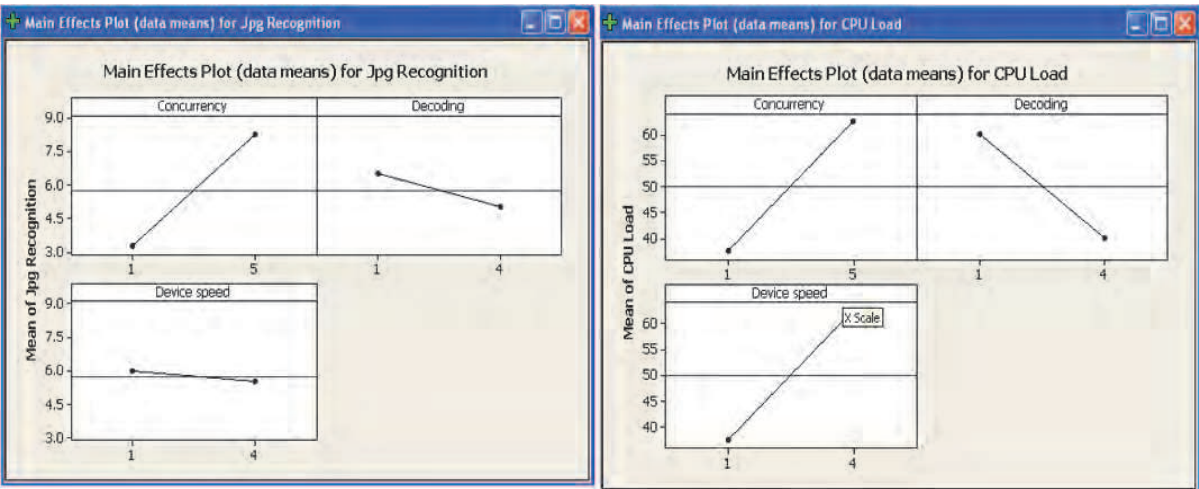 Main Effects Plot (data means) for Jpg Recognition
Main Effects Plot (data means) for Jpg Recognition
Mean of Jpg Recognition
Concurrency
Decoding
9.0
7.5
6.0
4.5
3.0
1 5 1 4
Device speed
9.0
7.5
6.0
4.5
3.0
1 4
Main Effects Plot (data means) for CPU Load
Main Effects Plot (data means) for CPU Load
Mean of CPU Load
Concurrency
Decoding
60
55
50
45
40
1 5 1 4
Device speed
60
55
50
45
40
X Scale
1 4